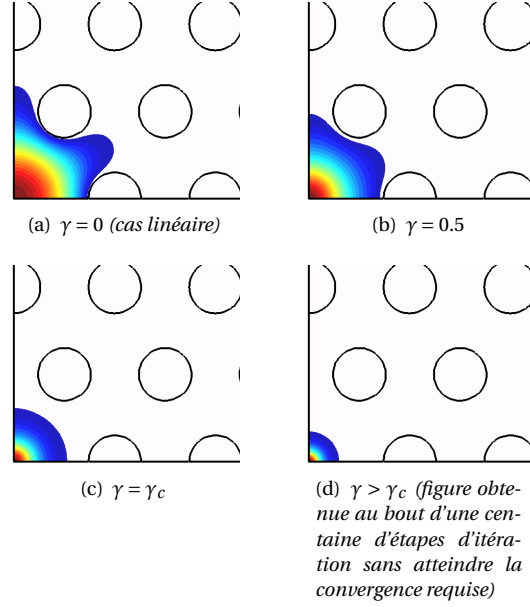 (a) γ = 0 (cas linéaire)
(b) γ = 0.5
(c) γ = γc
(d) γ > γc (figure obte-
nue au bout d'une cen-
taine d'étapes d'itéra-
tion sans atteindre la
convergence requise)